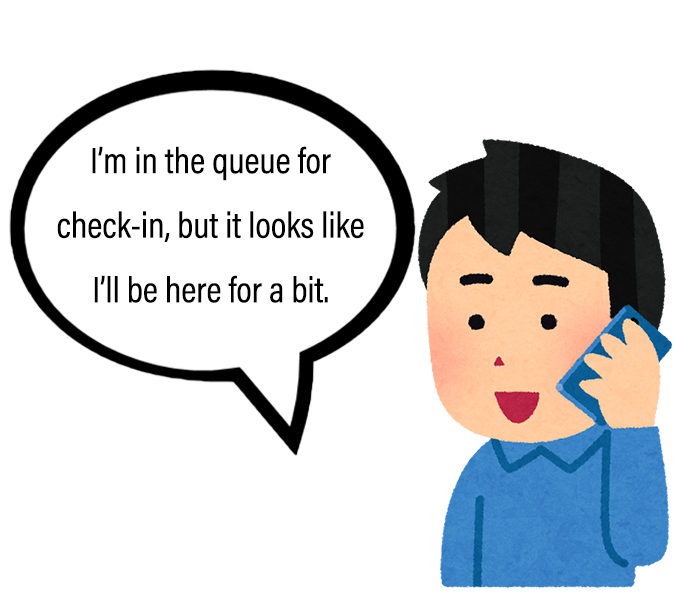 I’m in the queue for
check-in, but it looks like
I’ll be here for a bit.